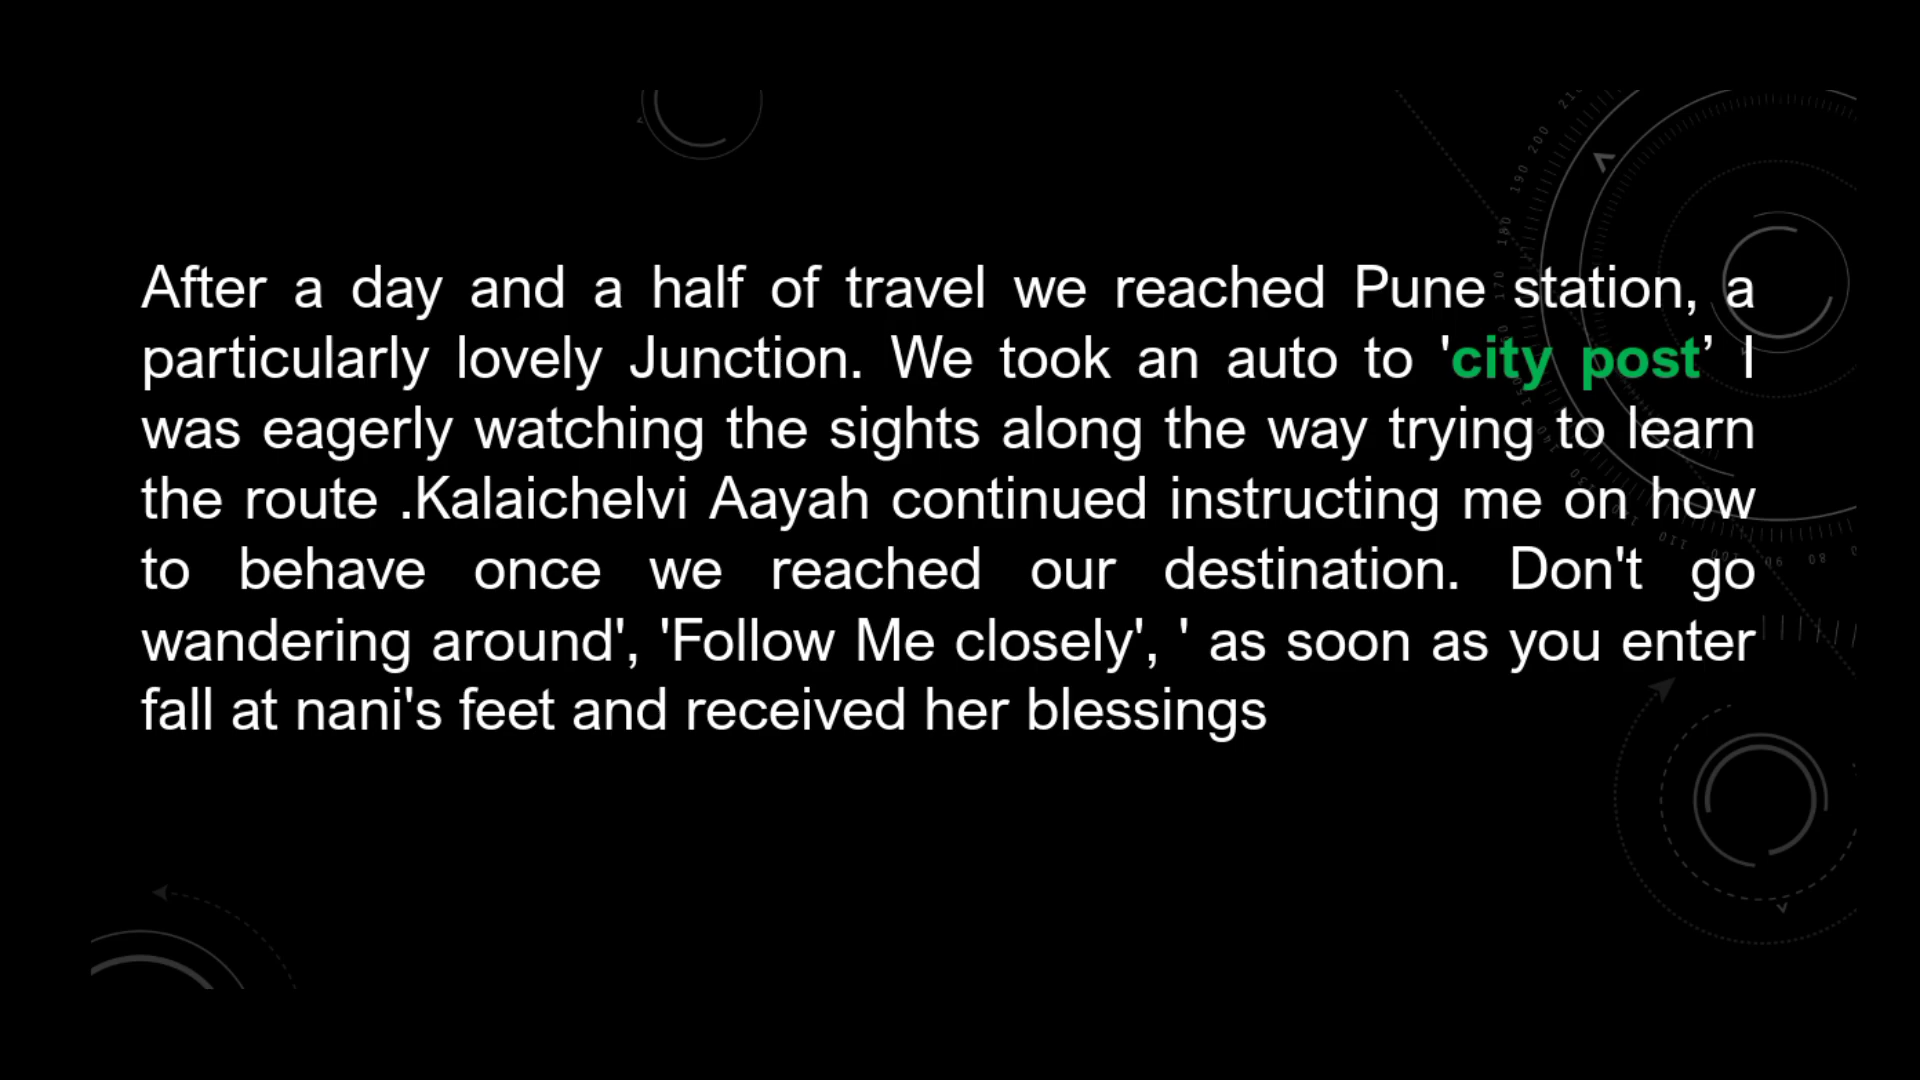 After a day and a half of travel we reached Pune station, a
particularly lovely Junction. We took an auto to 'city post’ I
was eagerly watching the sights along the way trying to learn
the route .Kalaichelvi Aayah continued instructing me on how
to behave once we reached our destination. Don't go
wandering around', 'Follow Me closely', ' as soon as you enter
fall at nani's feet and received her blessings